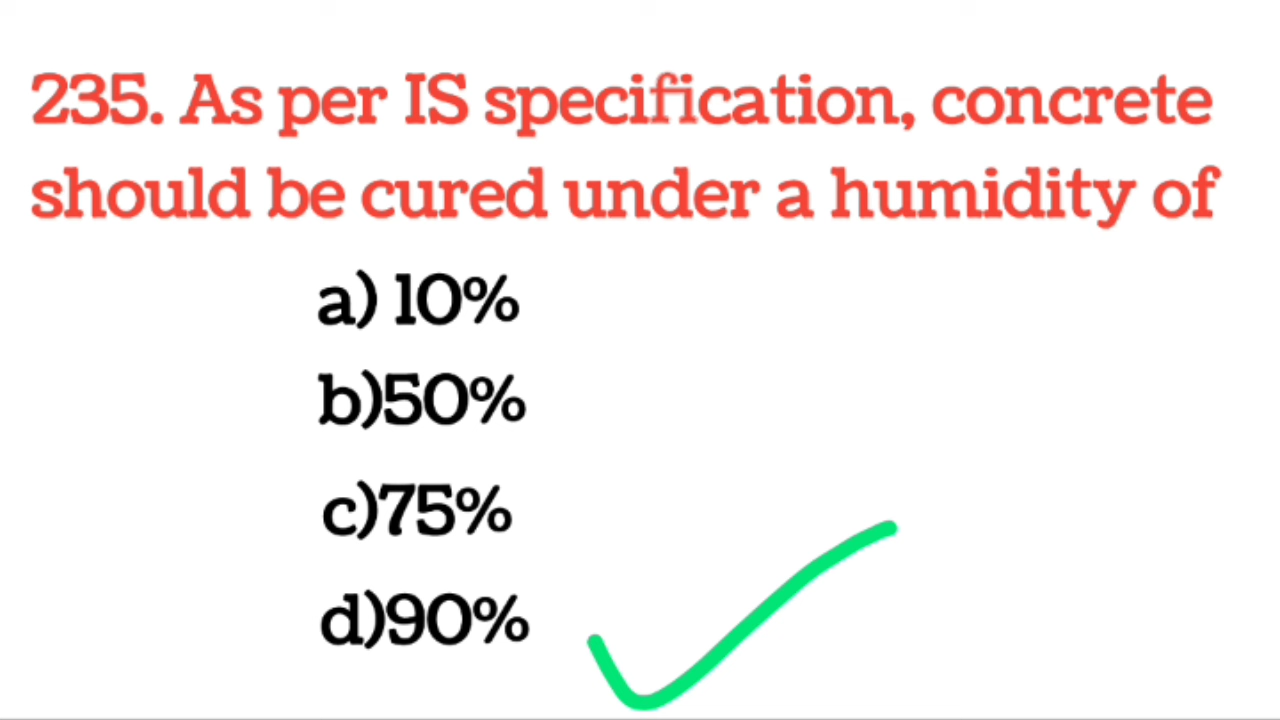 235. As per IS specification, concrete
should be cured under a humidity of
a) 10%
b)50%
c)75%
d)90%